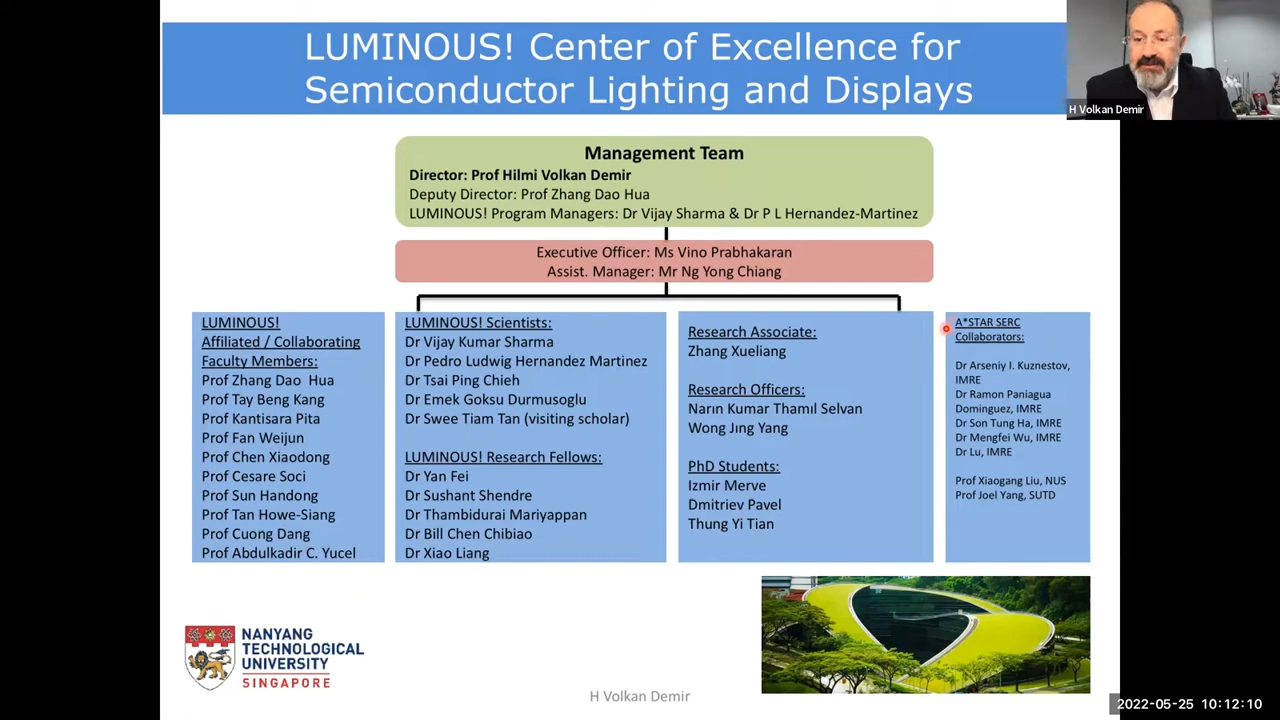 LUMINOUS! Center of Excellence for
Semiconductor Lighting and Displays
H Volkan Demir
Management Team
Director: Prof Hilmi Volkan Demir
Deputy Director: Prof Zhang Dao Hua
LUMINOUS! Program Managers: Dr Vijay Sharma & Dr P L Hernandez-Martinez
Executive Officer: Ms Vino Prabhakaran
Assist. Manager: Mr Ng Yong Chiang
LUMINOUS!
Affiliated / Collaborating
Faculty Members:
Prof Zhang Dao  Hua
Prof Tay Beng Kang
Prof Kantisara Pita
Prof Fan Weijun
Prof Chen Xiaodong
Prof Cesare Soci
Prof Sun Handong
Prof Tan Howe-Siang
Prof Cuong Dang
Prof Abdulkadir C. Yucel
LUMINOUS! Scientists:
Dr Vijay Kumar Sharma
Dr Pedro Ludwig Hernandez Martinez
Dr Tsai Ping Chieh
Dr Emek Goksu Durmusoglu
Dr Swee Tiam Tan (visiting scholar)
LUMINOUS! Research Fellows:
Dr Yan Fei
Dr Sushant Shendre
Dr Thambidurai Mariyappan
Dr Bill Chen Chibiao
Dr Xiao Liang
Research Associate:
Zhang Xueliang
Research Officers:
Narın Kumar Thamıl Selvan
Wong Jıng Yang
PhD Students:
Izmir Merve
Dmitriev Pavel
Thung Yi Tian
A*STAR SERC
Collaborators:
Dr Arseniy I. Kuznestov,
IMRE
Dr Ramon Paniagua
Dominguez, IMRE
Dr Son Tung Ha, IMRE
Dr Mengfei Wu, IMRE
Dr Lu, IMRE
Prof Xiaogang Liu, NUS
Prof Joel Yang, SUTD
NANYANG
TECHNOLOGICAL
UNIVERSITY
SINGAPORE
H Volkan Demir
2022-05-25 10:12:10